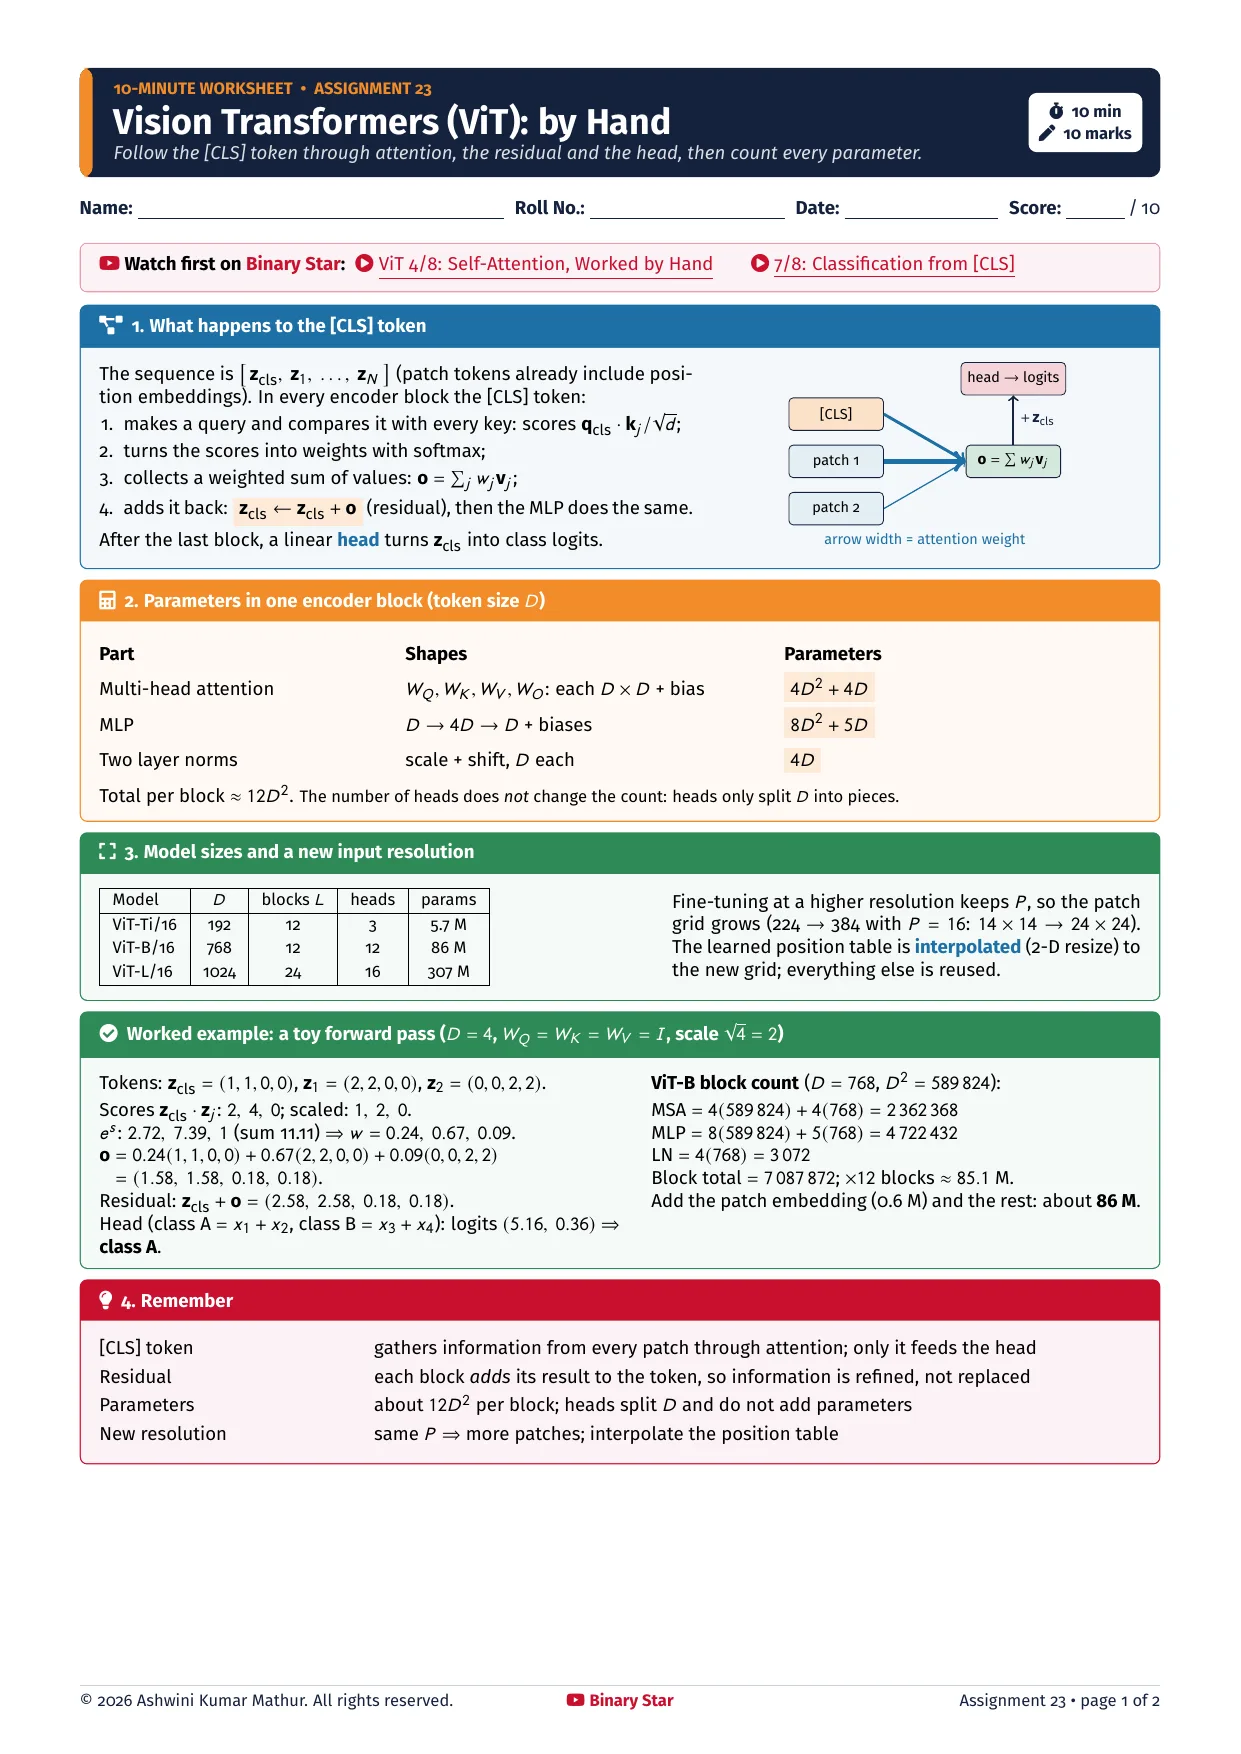 10-MINUTE WORKSHEET • ASSIGNMENT 23
Vision Transformers (ViT): by Hand
Follow the [CLS] token through attention, the residual and the head, then count every parameter.
10 min
10 marks
Name: Roll No.: Date: Score: / 10
Watch first on Binary Star: ViT 4/8: Self-Attention, Worked by Hand 7/8: Classification from [CLS]
1. What happens to the [CLS] token
The sequence is [ z_cls, z_1, ..., z_N ] (patch tokens already include posi-
tion embeddings). In every encoder block the [CLS] token:
1. makes a query and compares it with every key: scores q_cls · k_j/√d;
2. turns the scores into weights with softmax;
3. collects a weighted sum of values: o = ∑_j w_j v_j;
4. adds it back: z_cls ← z_cls + o (residual), then the MLP does the same.
After the last block, a linear head turns z_cls into class logits.
head → logits
[CLS]
+ z_cls
patch 1
o = ∑ w_j v_j
patch 2
arrow width = attention weight
2. Parameters in one encoder block (token size D)
Part Shapes Parameters
Multi-head attention W_Q, W_K, W_V, W_O: each D × D + bias 4D² + 4D
MLP D → 4D → D + biases 8D² + 5D
Two layer norms scale + shift, D each 4D
Total per block ≈ 12D². The number of heads does not change the count: heads only split D into pieces.
3. Model sizes and a new input resolution
Model D blocks L heads params
ViT-Ti/16 192 12 3 5.7 M
ViT-B/16 768 12 12 86 M
ViT-L/16 1024 24 16 307 M
Fine-tuning at a higher resolution keeps P, so the patch
grid grows (224 → 384 with P = 16: 14 × 14 → 24 × 24).
The learned position table is interpolated (2-D resize) to
the new grid; everything else is reused.
Worked example: a toy forward pass (D = 4, W_Q = W_K = W_V = I, scale √4 = 2)
Tokens: z_cls = (1, 1, 0, 0), z_1 = (2, 2, 0, 0), z_2 = (0, 0, 2, 2).
Scores z_cls · z_j: 2, 4, 0; scaled: 1, 2, 0.
e^s: 2.72, 7.39, 1 (sum 11.11) ⇒ w = 0.24, 0.67, 0.09.
o = 0.24(1, 1, 0, 0) + 0.67(2, 2, 0, 0) + 0.09(0, 0, 2, 2)
= (1.58, 1.58, 0.18, 0.18).
Residual: z_cls + o = (2.58, 2.58, 0.18, 0.18).
Head (class A = x_1 + x_2, class B = x_3 + x_4): logits (5.16, 0.36) ⇒
class A.
ViT-B block count (D = 768, D² = 589 824):
MSA = 4(589 824) + 4(768) = 2 362 368
MLP = 8(589 824) + 5(768) = 4 722 432
LN = 4(768) = 3 072
Block total = 7 087 872; ×12 blocks ≈ 85.1 M.
Add the patch embedding (0.6 M) and the rest: about 86 M.
4. Remember
[CLS] token gathers information from every patch through attention; only it feeds the head
Residual each block adds its result to the token, so information is refined, not replaced
Parameters about 12D² per block; heads split D and do not add parameters
New resolution same P ⇒ more patches; interpolate the position table
© 2026 Ashwini Kumar Mathur. All rights reserved. Binary Star Assignment 23 • page 1 of 2